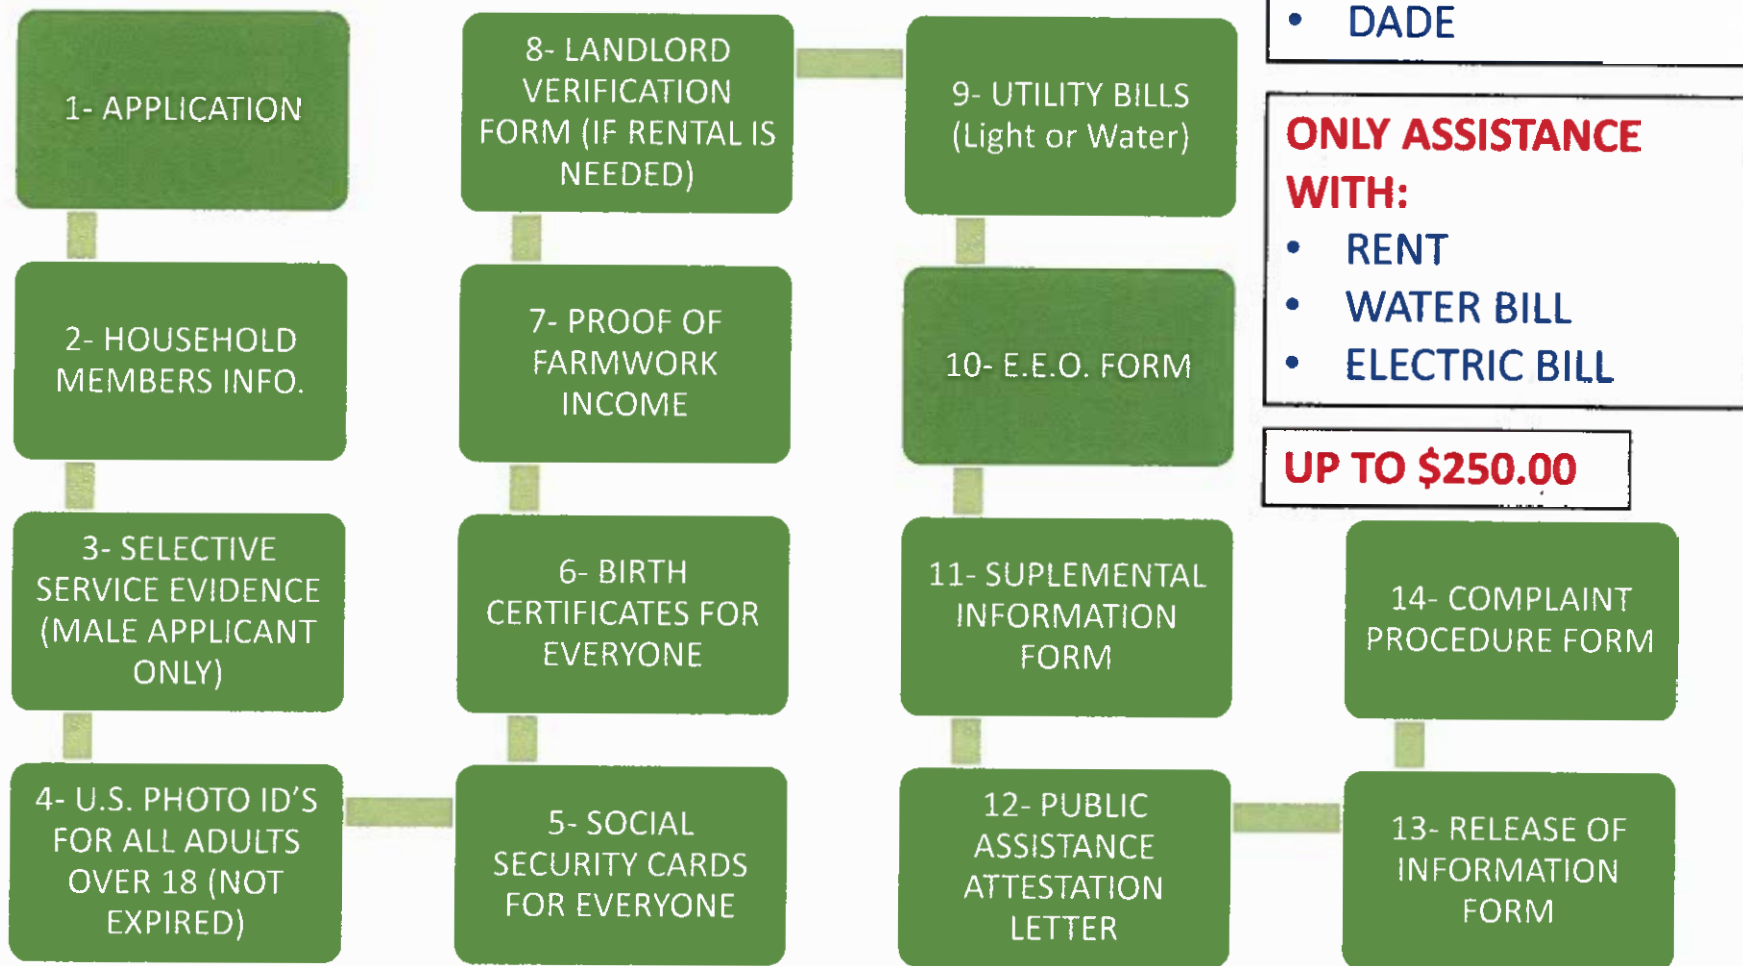 1- APPLICATION
2- HOUSEHOLD
MEMBERS INFO.
3- SELECTIVE
SERVICE EVIDENCE
(MALE APPLICANT
ONLY)
4- U.S. PHOTO ID'S
FOR ALL ADULTS
OVER 18 (NOT
EXPIRED)
5- SOCIAL
SECURITY CARDS
FOR EVERYONE
6- BIRTH
CERTIFICATES FOR
EVERYONE
7- PROOF OF
FARMWORK
INCOME
8- LANDLORD
VERIFICATION
FORM (IF RENTAL IS
NEEDED)
9- UTILITY BILLS
(Light or Water)
10- E.E.O. FORM
11- SUPLEMENTAL
INFORMATION
FORM
12- PUBLIC
ASSISTANCE
ATTESTATION
LETTER
13- RELEASE OF
INFORMATION
FORM
14- COMPLAINT
PROCEDURE FORM
• DADE
ONLY ASSISTANCE
WITH:
• RENT
• WATER BILL
• ELECTRIC BILL
UP TO $250.00